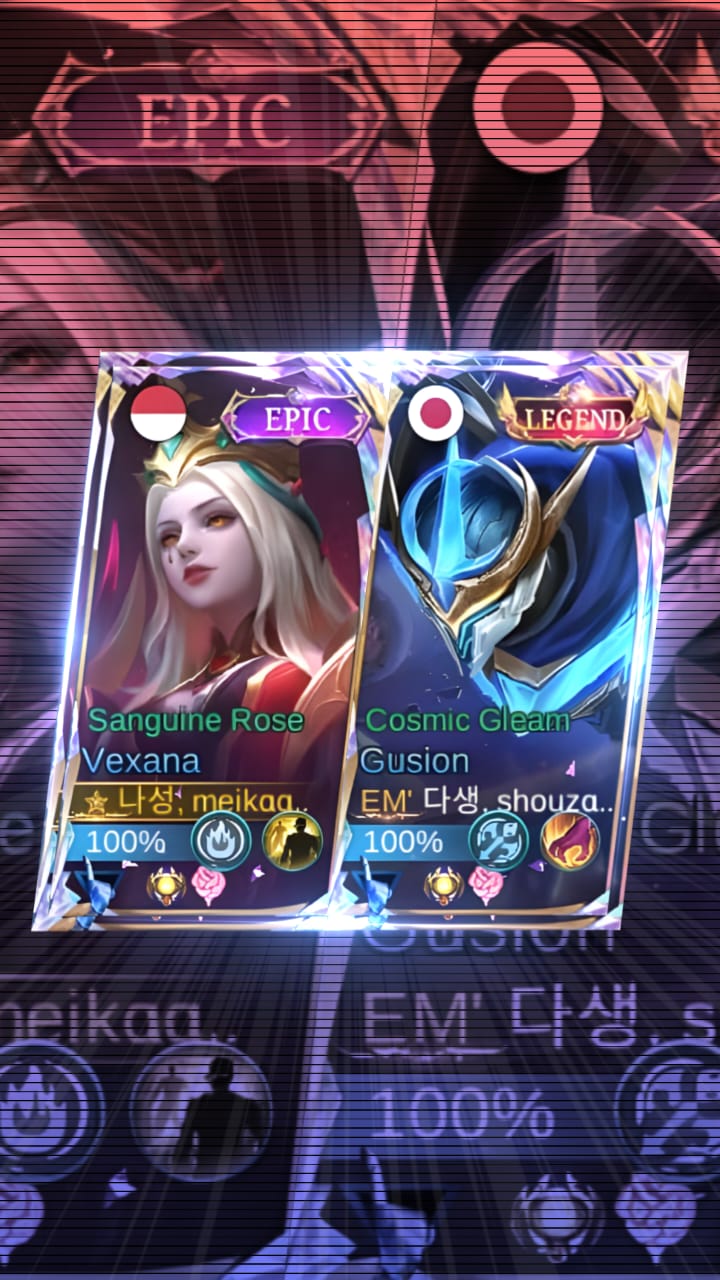 EPIC
EPIC
LEGEND
Sanguine Rose
Cosmic Gleam
Vexana
Gusion
나성, meikaa..
EM' 다생. shouza..
100%
100%
Gusion
meikaa..
EM' 다생. s
100%